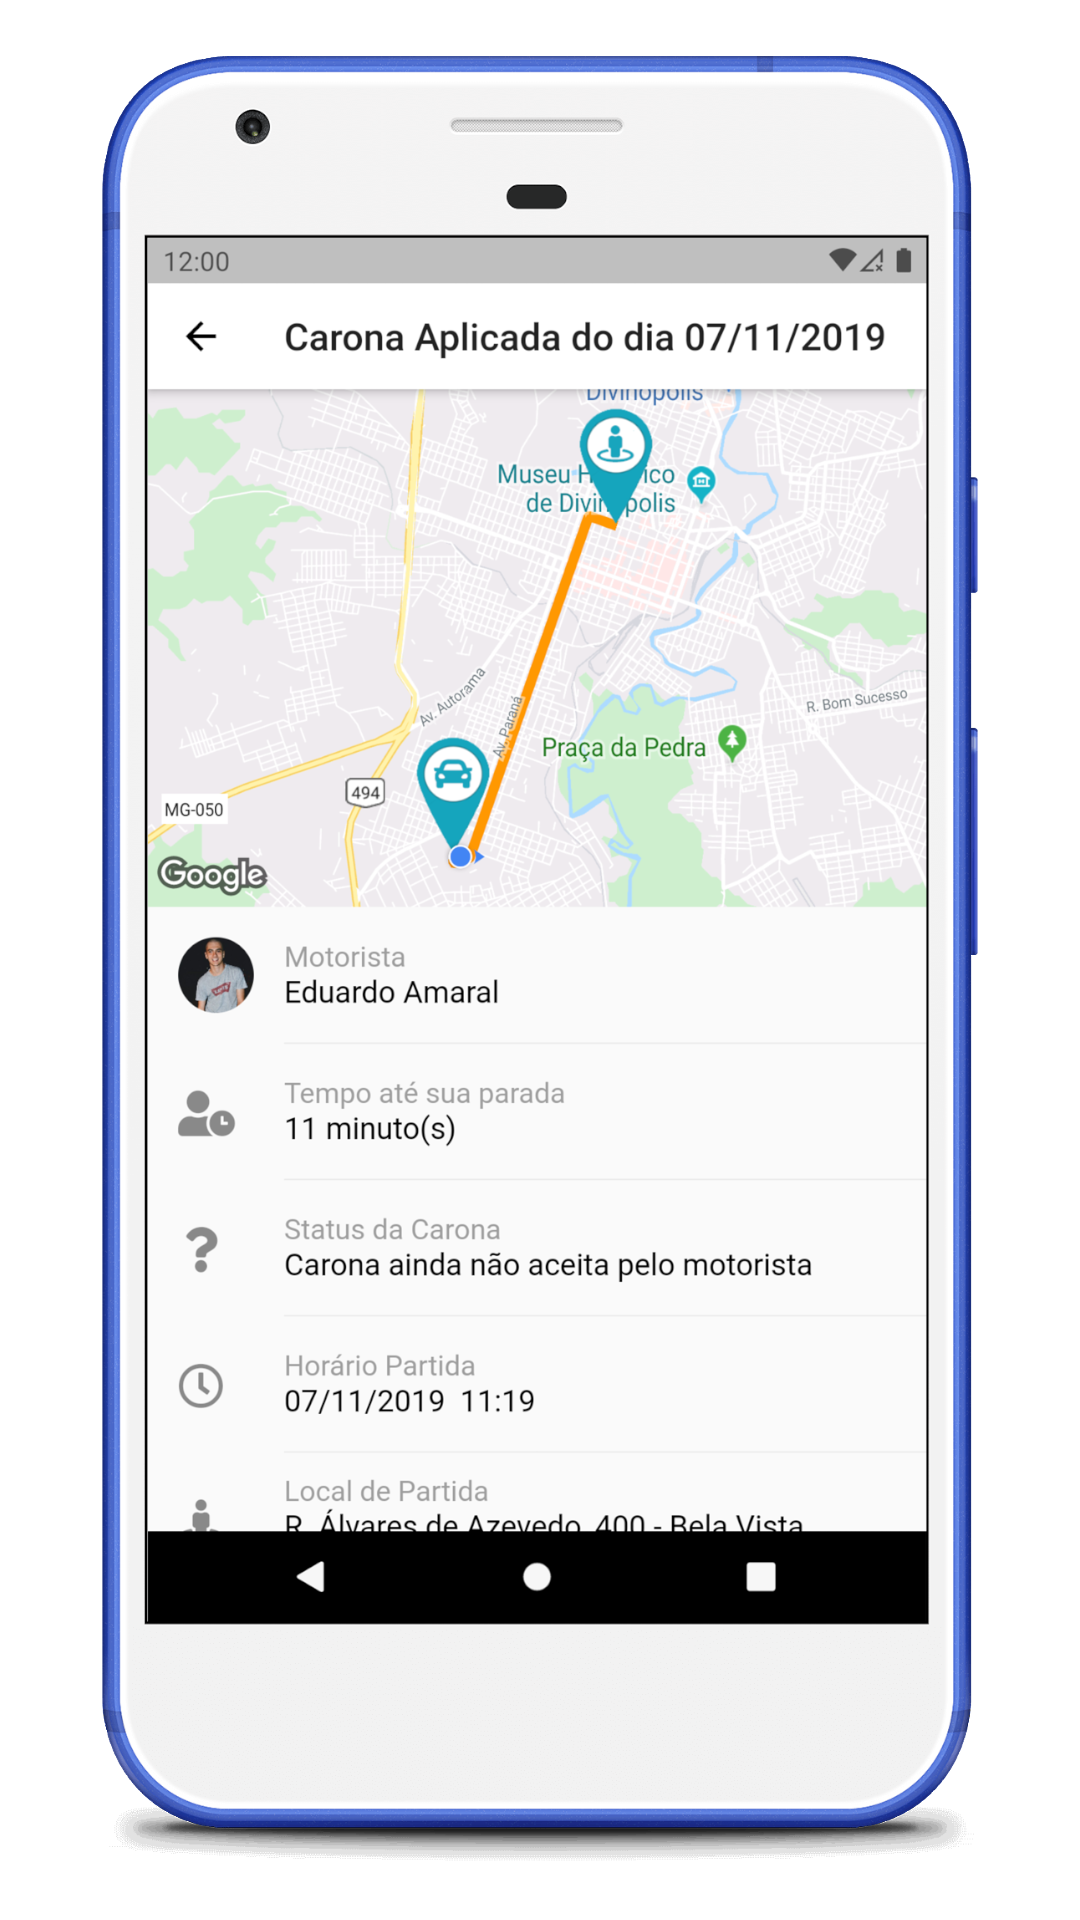 12:00
Carona Aplicada do dia 07/11/2019
Divinópolis
Museu H ico
de Divin polis
Av. Autorama
Av. Paraná
R. Bom Sucesso
Praça da Pedra
494
MG-050
Google
Motorista
Eduardo Amaral
Tempo até sua parada
11 minuto(s)
Status da Carona
Carona ainda não aceita pelo motorista
Horário Partida
07/11/2019 11:19
Local de Partida
R. Álvares de Azevedo, 400 - Bela Vista